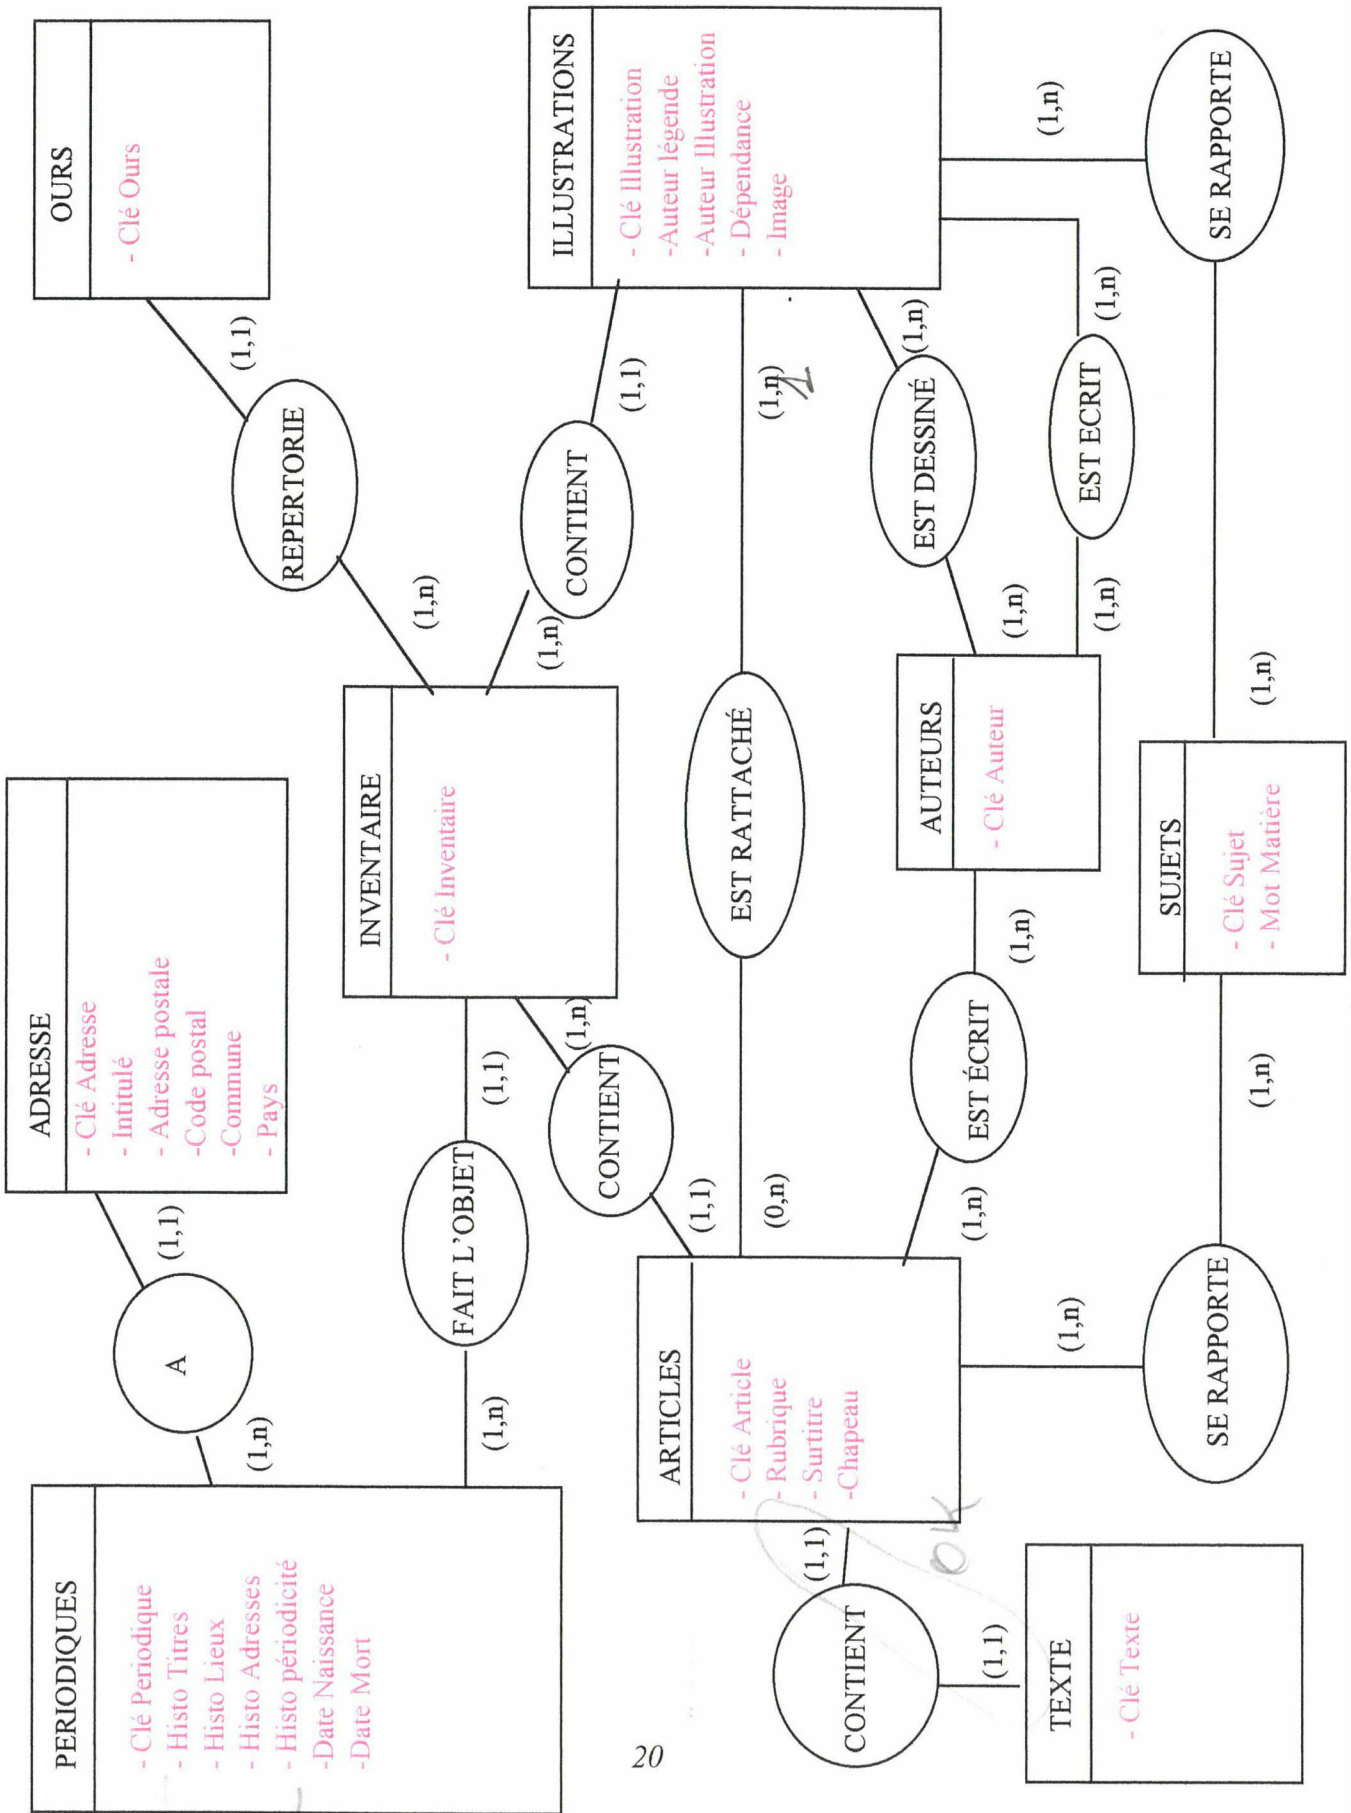 PERIODIQUES
- Clé Periodique
- Histo Titres
- Histo Lieux
- Histo Adresses
- Histo périodicité
-Date Naissance
-Date Mort
(1,n)
A
(1,1)
ADRESSE
- Clé Adresse
- Intitulé
- Adresse postale
-Code postal
-Commune
- Pays
(1,n)
FAIT L'OBJET
(1,1)
INVENTAIRE
- Clé Inventaire
(1,n)
REPERTORIE
(1,1)
OURS
- Clé Ours
(1,n)
CONTIENT
(1,1)
ILLUSTRATIONS
- Clé Illustration
-Auteur légende
-Auteur Illustration
- Dépendance
- Image
(1,n)
CONTIENT
(1,1)
ARTICLES
- Clé Article
- Rubrique
- Surtitre
-Chapeau
(0,n)
EST RATTACHÉ
(1,n)
1
(1,n)
EST ÉCRIT
(1,n)
AUTEURS
- Clé Auteur
(1,n)
EST DESSINÉ
(1,n)
(1,n)
EST ECRIT
(1,n)
(1,1)
CONTIENT
(1,1)
OK
TEXTE
- Clé Texte
(1,n)
SE RAPPORTE
(1,n)
SUJETS
- Clé Sujet
- Mot Matière
(1,n)
SE RAPPORTE
(1,n)
20